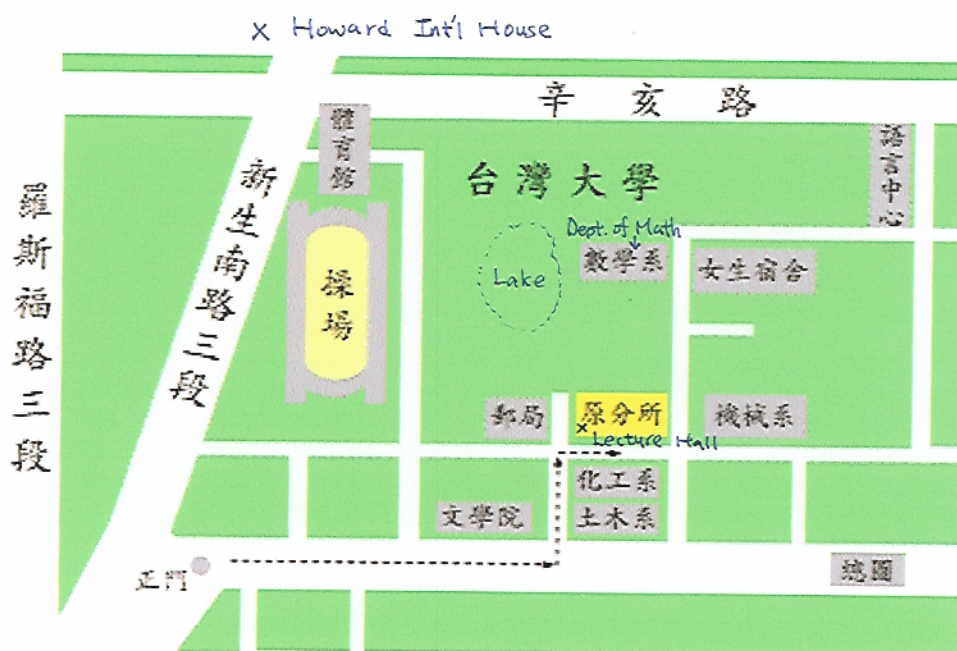 x Howard Int'l House
辛亥路
體育館
語言中心
台灣大學
新生南路三段
羅斯福路三段
Dept. of Math
數學系
女生宿舍
Lake
操場
郵局
原分所
機械系
x Lecture Hall
化工系
文學院
土木系
正門
總圖